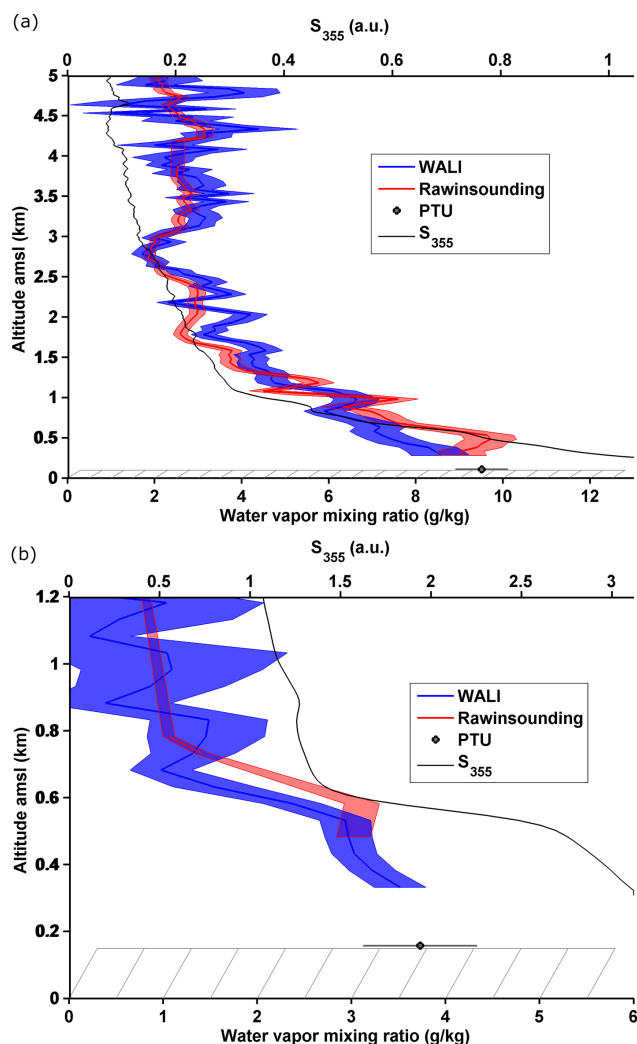 (a)
S355 (a.u.)
0 0.2 0.4 0.6 0.8 1
5
4.5
4
3.5
3
2.5
2
1.5
1
0.5
0
Altitude amsl (km)
WALI
Rawinsounding
PTU
S355
0 2 4 6 8 10 12
Water vapor mixing ratio (g/kg)
(b)
S355 (a.u.)
0 0.5 1 1.5 2 2.5 3
1.2
1
0.8
0.6
0.4
0.2
0
Altitude amsl (km)
WALI
Rawinsounding
PTU
S355
0 1 2 3 4 5 6
Water vapor mixing ratio (g/kg)